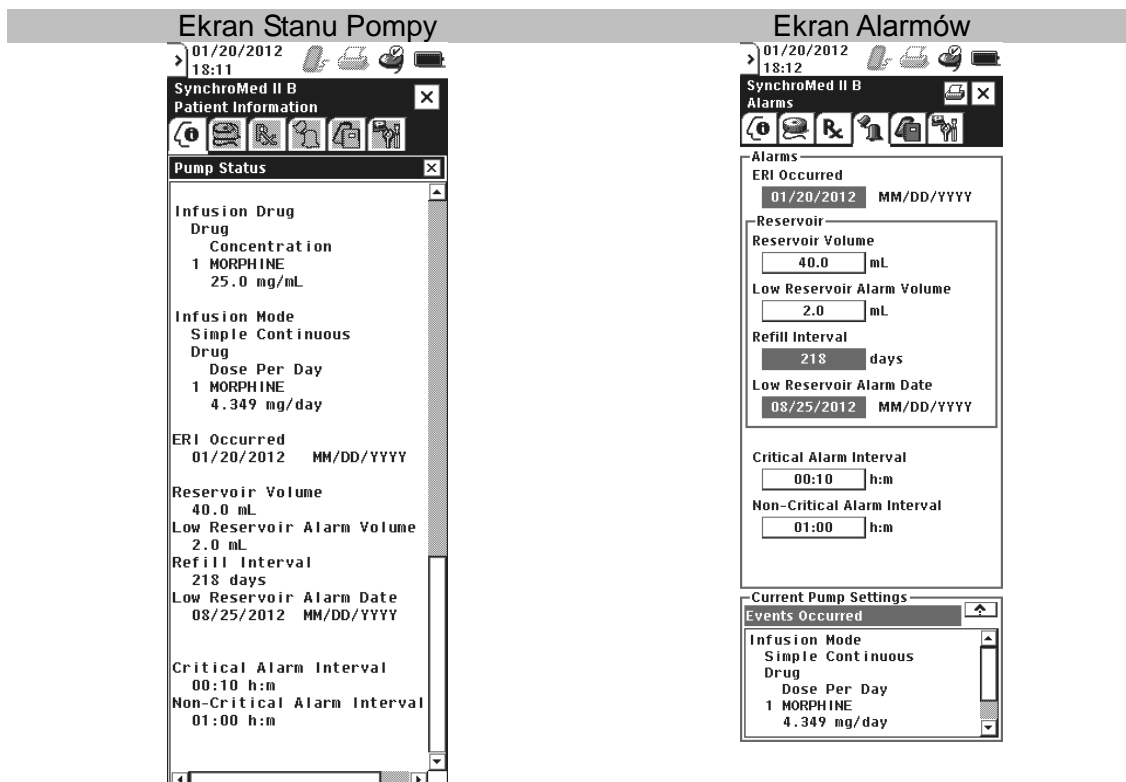 Ekran Stanu Pompy
01/20/2012
18:11
SynchroMed II B
Patient Information
Rx
Pump Status
Infusion Drug
Drug
Concentration
1 MORPHINE
25.0 mg/mL
Infusion Mode
Simple Continuous
Drug
Dose Per Day
1 MORPHINE
4.349 mg/day
ERI Occurred
01/20/2012 MM/DD/YYYY
Reservoir Volume
40.0 mL
Low Reservoir Alarm Volume
2.0 mL
Refill Interval
218 days
Low Reservoir Alarm Date
08/25/2012 MM/DD/YYYY
Critical Alarm Interval
00:10 h:m
Non-Critical Alarm Interval
01:00 h:m
Ekran Alarmów
01/20/2012
18:12
SynchroMed II B
Alarms
Rx
Alarms
ERI Occurred
01/20/2012 MM/DD/YYYY
Reservoir
Reservoir Volume
40.0 mL
Low Reservoir Alarm Volume
2.0 mL
Refill Interval
218 days
Low Reservoir Alarm Date
08/25/2012 MM/DD/YYYY
Critical Alarm Interval
00:10 h:m
Non-Critical Alarm Interval
01:00 h:m
Current Pump Settings
Events Occurred
Infusion Mode
Simple Continuous
Drug
Dose Per Day
1 MORPHINE
4.349 mg/day